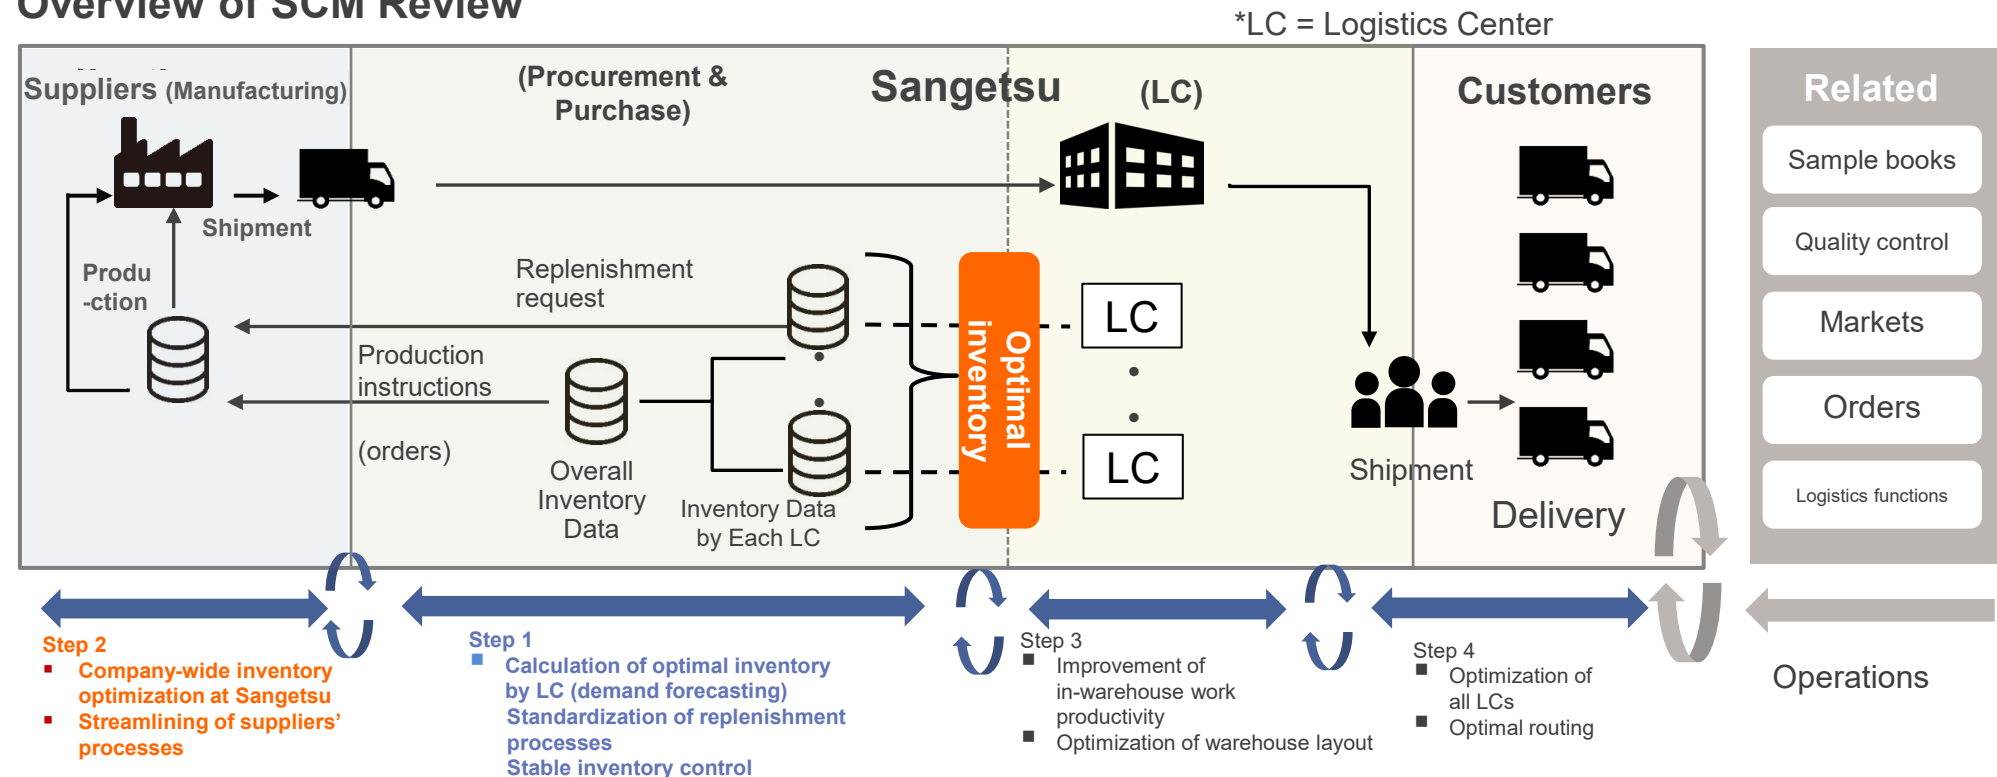 Overview of SCM Review
*LC = Logistics Center
Suppliers (Manufacturing)
(Procurement &
Purchase)
Sangetsu
(LC)
Customers
Related
Sample books
Quality control
Markets
Orders
Logistics functions
Shipment
Produ
-ction
Replenishment
request
Production
instructions
(orders)
Overall
Inventory
Data
Inventory Data
by Each LC
Optimal
inventory
LC
LC
Shipment
Delivery
Step 2
Company-wide inventory
optimization at Sangetsu
Streamlining of suppliers’
processes
Step 1
Calculation of optimal inventory
by LC (demand forecasting)
Standardization of replenishment
processes
Stable inventory control
Step 3
Improvement of
in-warehouse work
productivity
Optimization of warehouse layout
Step 4
Optimization of
all LCs
Optimal routing
Operations